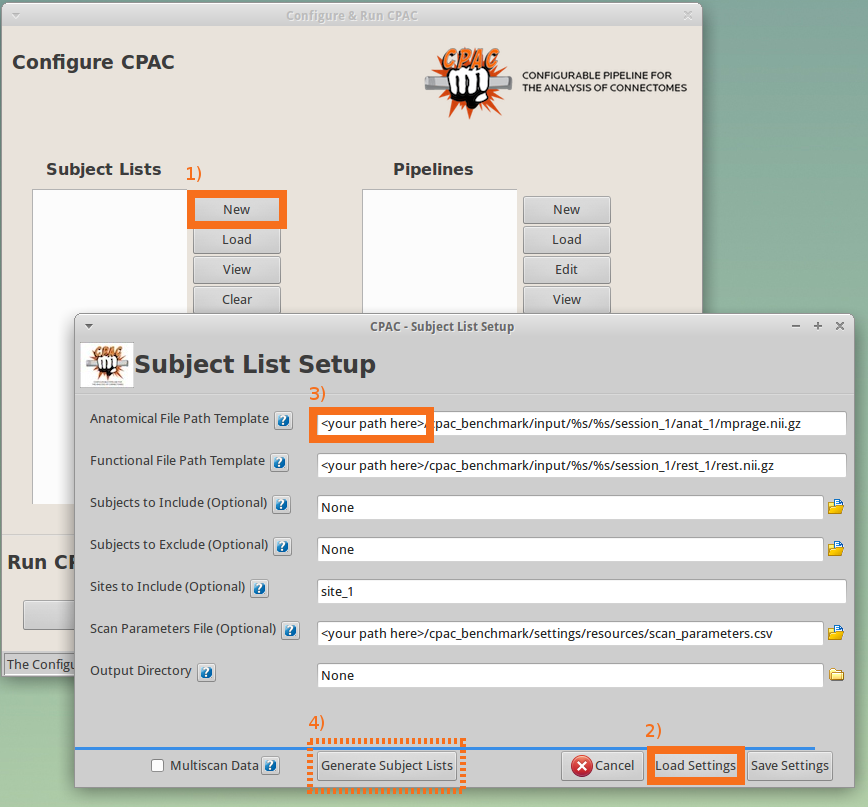 Configure & Run CPAC
Configure CPAC
CPAC
CONFIGURABLE PIPELINE FOR
THE ANALYSIS OF CONNECTOMES
Subject Lists
1)
Pipelines
New
Load
View
Clear
New
Load
Edit
View
CPAC - Subject List Setup
CPAC
Subject List Setup
3)
Anatomical File Path Template ?
<your path here>/cpac_benchmark/input/%s/%s/session_1/anat_1/mprage.nii.gz
Functional File Path Template ?
<your path here>/cpac_benchmark/input/%s/%s/session_1/rest_1/rest.nii.gz
Subjects to Include (Optional) ?
None
Subjects to Exclude (Optional) ?
None
Sites to Include (Optional) ?
site_1
Scan Parameters File (Optional) ?
<your path here>/cpac_benchmark/settings/resources/scan_parameters.csv
Output Directory ?
None
Run CP
The Configu
4)
2)
Multiscan Data ?
Generate Subject Lists
Cancel
Load Settings
Save Settings